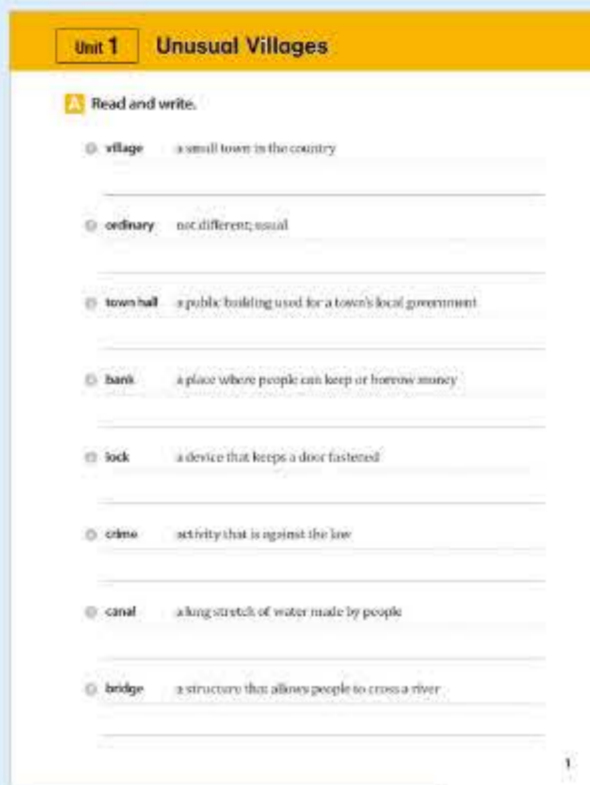 Unit 1 Unusual Villages
A Read and write.
village a small town in the country
ordinary not different; usual
town hall a public building used for a town's local government
bank a place where people can keep or borrow money
lock a device that keeps a door fastened
crime activity that is against the law
canal a long stretch of water made by people
bridge a structure that allows people to cross a river
1